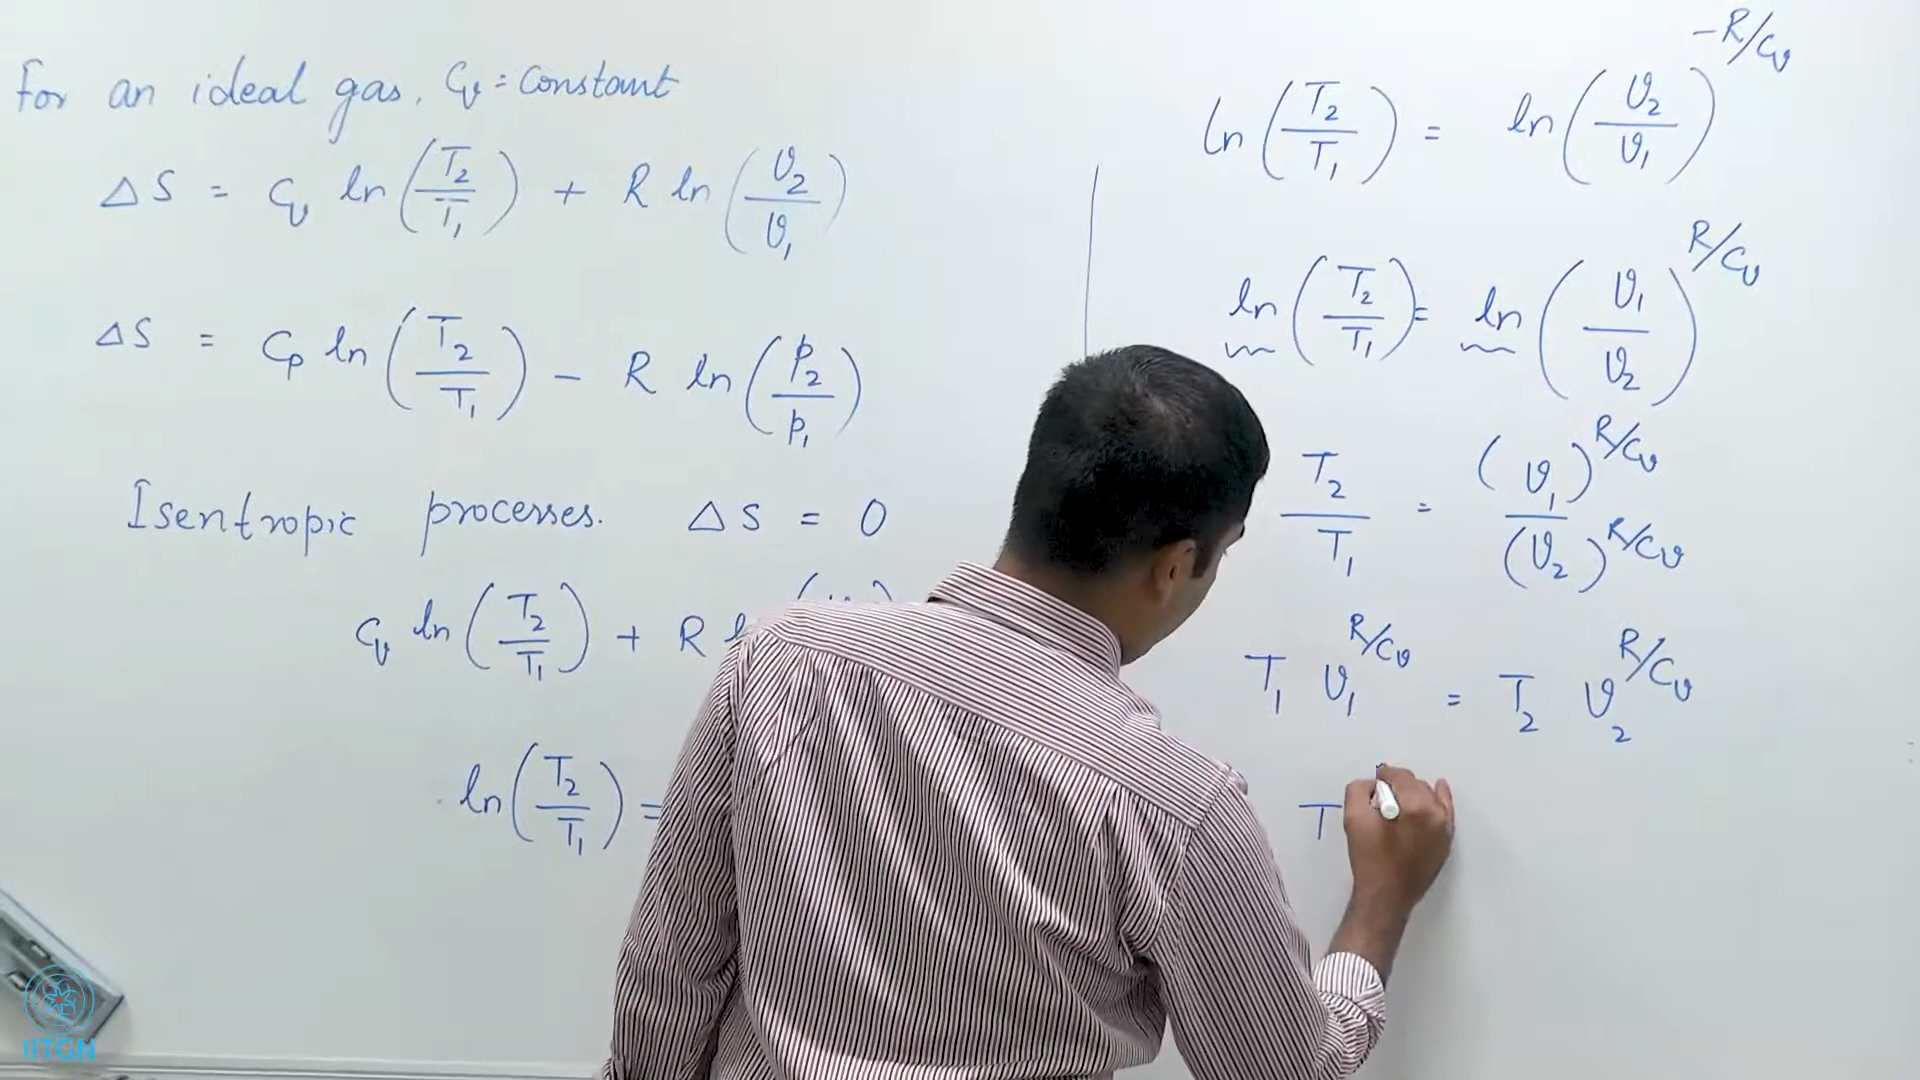 For an ideal gas, Cv = constant
ΔS = Cv ln(T2/T1) + R ln(v2/v1)
ΔS = Cp ln(T2/T1) - R ln(p2/p1)
Isentropic processes. ΔS = 0
Cv ln(T2/T1) + R
ln(T2/T1) =
ln(T2/T1) = ln(v2/v1)^(-R/Cv)
ln(T2/T1) = ln(v1/v2)^(R/Cv)
T2/T1 = (v1)^(R/Cv)/(v2)^(R/Cv)
T1 v1^(R/Cv) = T2 v2^(R/Cv)
T
IITGN